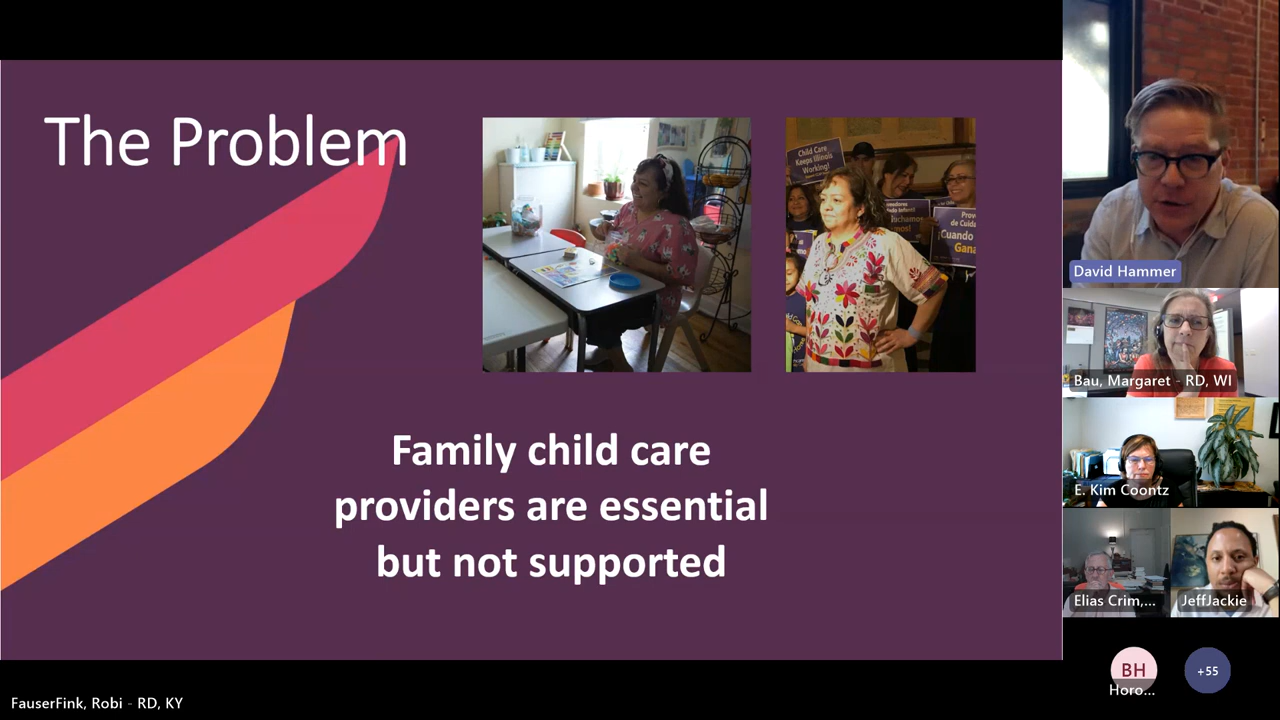 The Problem
Child Care
Keeps Illinois
Working!
Gana
Family child care
providers are essential
but not supported
David Hammer
Bau, Margaret - RD, WI
E. Kim Coontz
Elias Crim,...
JeffJackie
BH
Horo...
+55
FauserFink, Robi - RD, KY